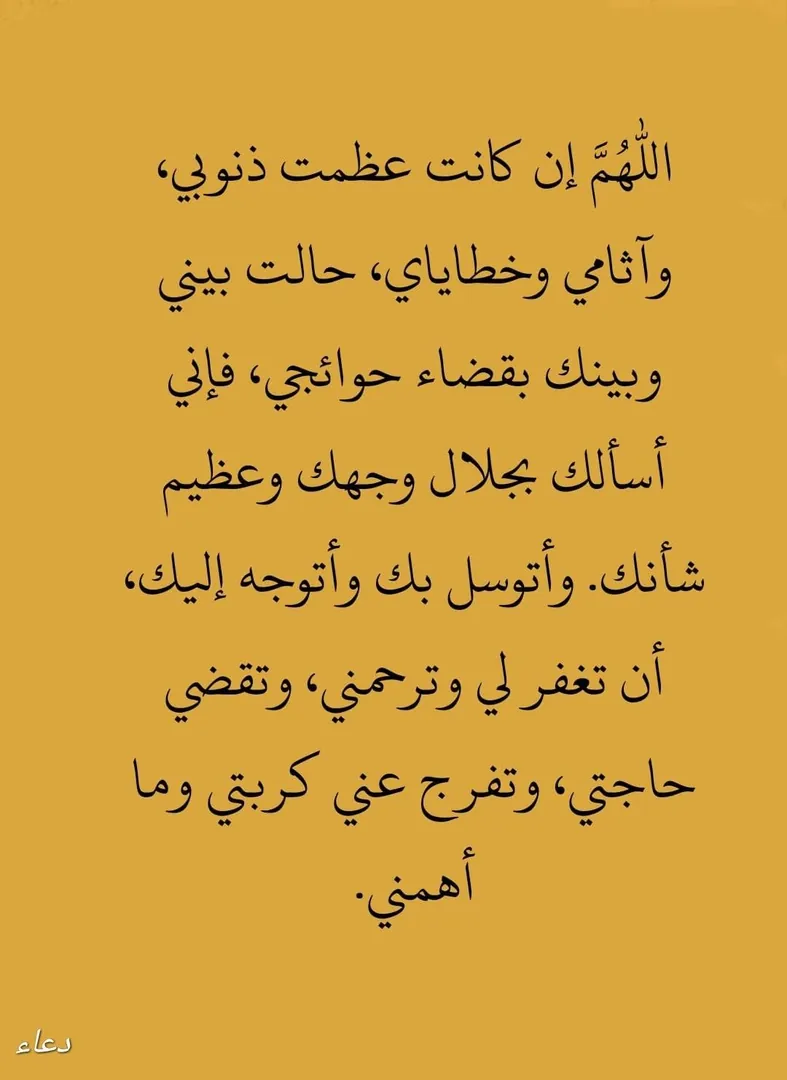 اللّٰهُمَّ إن كانت عظمت ذنوبي،
وآثامي وخطاياي، حالت بيني
وبينك بقضاء حوائجي، فإني
أسألك بجلال وجهك وعظيم
شأنك. وأتوسل بك وأتوجه إليك،
أن تغفر لي وترحمني، وتقضي
حاجتي، وتفرج عني كربتي وما
أهمني.
دعاء